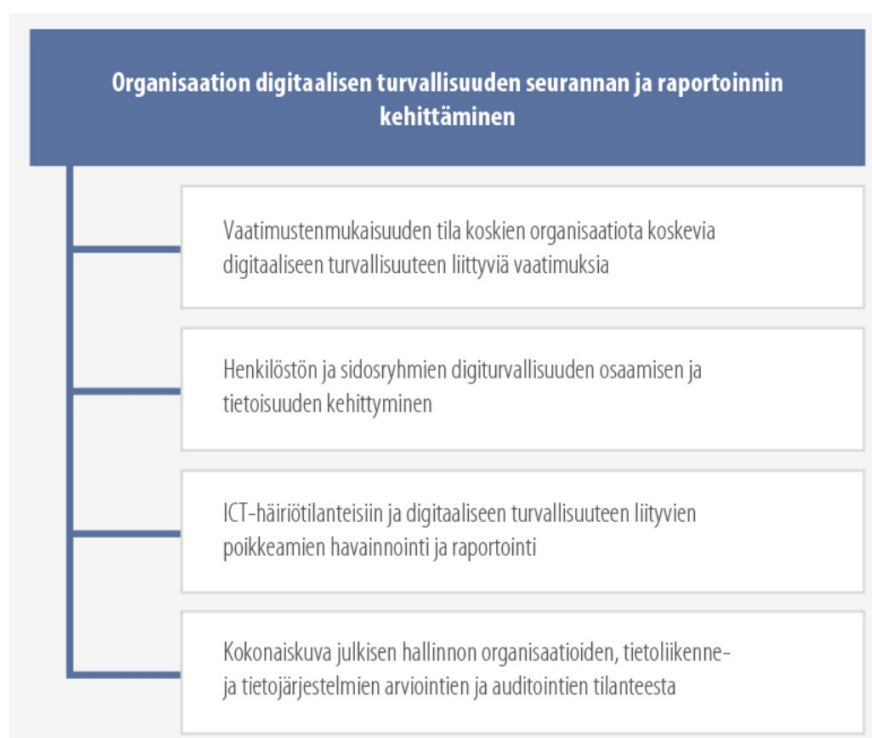 Organisaation digitaalisen turvallisuuden seurannan ja raportoinnin
kehittäminen
Vaatimustenmukaisuuden tila koskien organisaatiota koskevia
digitaaliseen turvallisuuteen liittyviä vaatimuksia
Henkilöstön ja sidosryhmien digiturvallisuuden osaamisen ja
tietoisuuden kehittyminen
ICT-häiriötilanteisiin ja digitaaliseen turvallisuuteen liityvien
poikkeamien havainnointi ja raportointi
Kokonaiskuva julkisen hallinnon organisaatioiden, tietoliikenne-
ja tietojärjestelmien arviointien ja auditointien tilanteesta